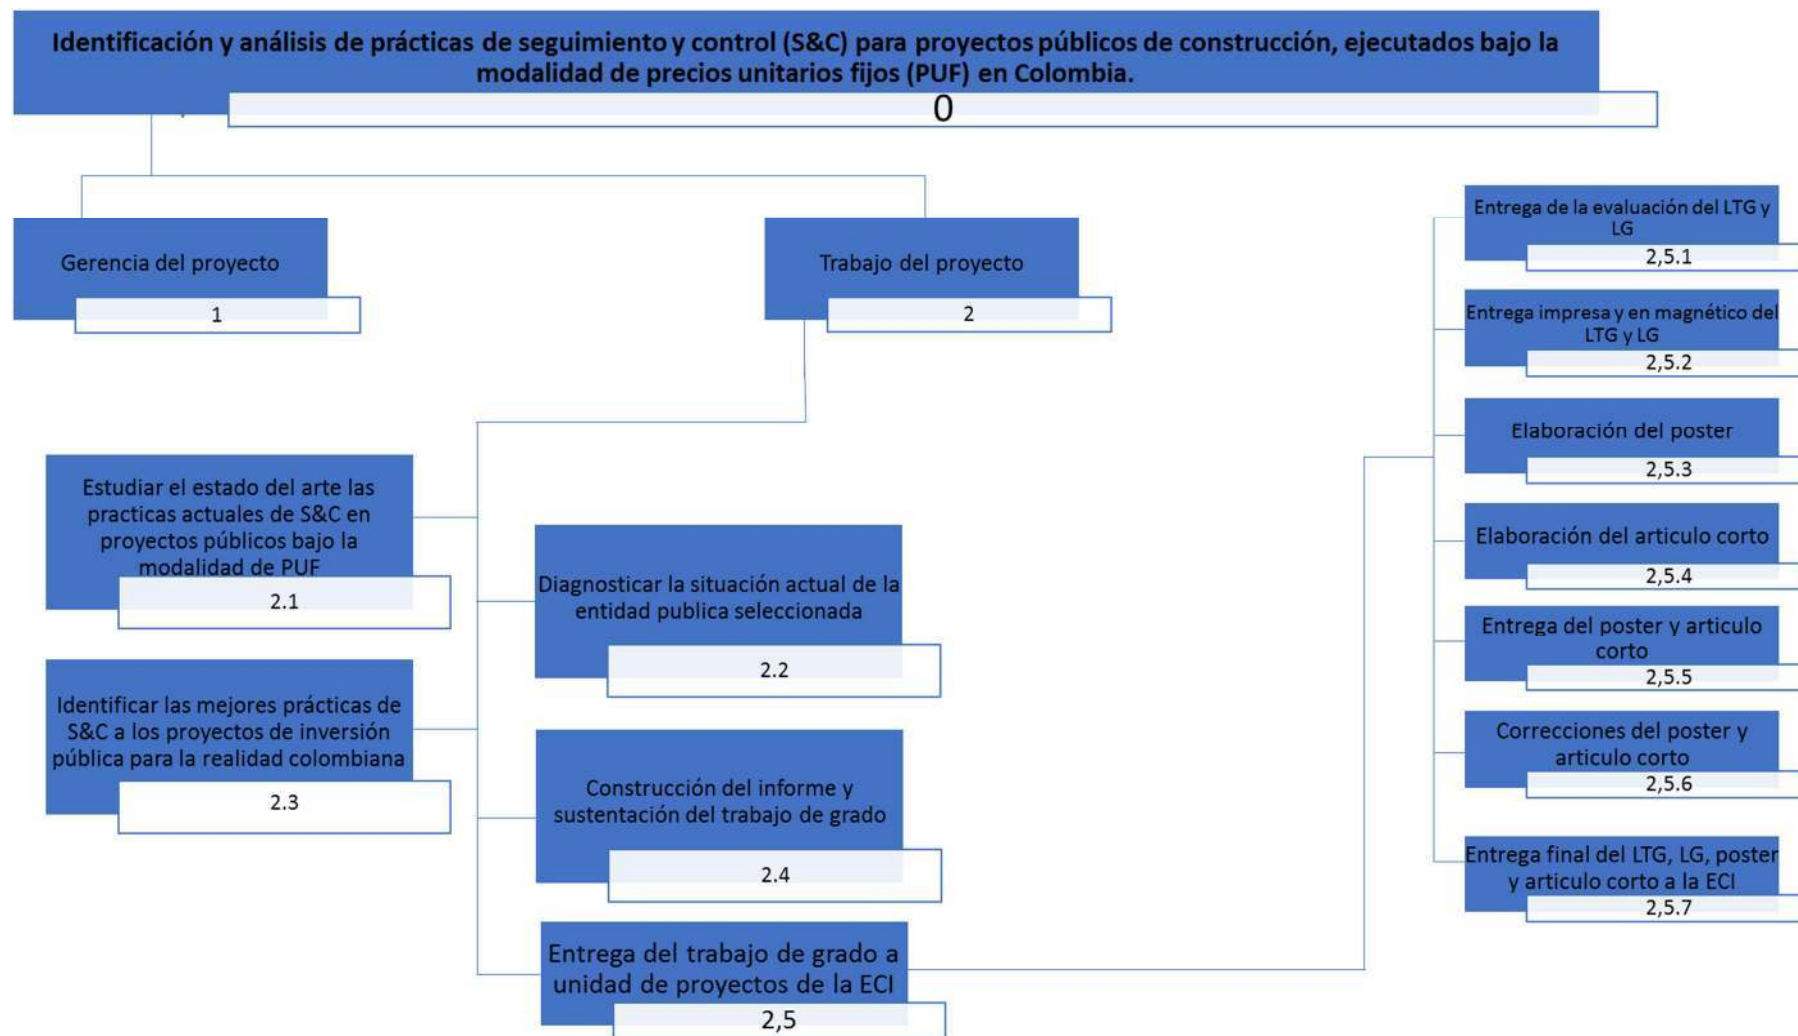 Identificación y análisis de prácticas de seguimiento y control (S&C) para proyectos públicos de construcción, ejecutados bajo la
modalidad de precios unitarios fijos (PUF) en Colombia.
0
Gerencia del proyecto
1
Trabajo del proyecto
2
Estudiar el estado del arte las
practicas actuales de S&C en
proyectos públicos bajo la
modalidad de PUF
2.1
Diagnosticar la situación actual de la
entidad publica seleccionada
2.2
Identificar las mejores prácticas de
S&C a los proyectos de inversión
pública para la realidad colombiana
2.3
Construcción del informe y
sustentación del trabajo de grado
2.4
Entrega del trabajo de grado a
unidad de proyectos de la ECI
2,5
Entrega de la evaluación del LTG y
LG
2,5.1
Entrega impresa y en magnético del
LTG y LG
2,5.2
Elaboración del poster
2,5.3
Elaboración del articulo corto
2,5.4
Entrega del poster y articulo
corto
2,5.5
Correcciones del poster y
articulo corto
2,5.6
Entrega final del LTG, LG, poster
y articulo corto a la ECI
2,5.7